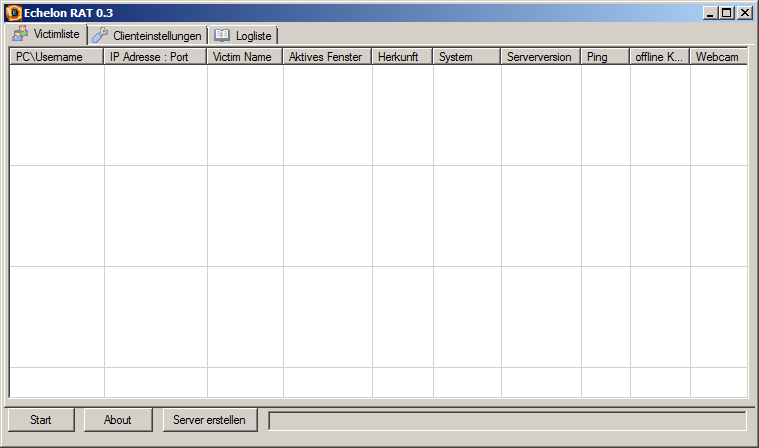 Echelon RAT 0.3
Victimliste Clienteinstellungen Logliste
PC\Username IP Adresse : Port Victim Name Aktives Fenster Herkunft System Serverversion Ping offline K... Webcam
Start About Server erstellen